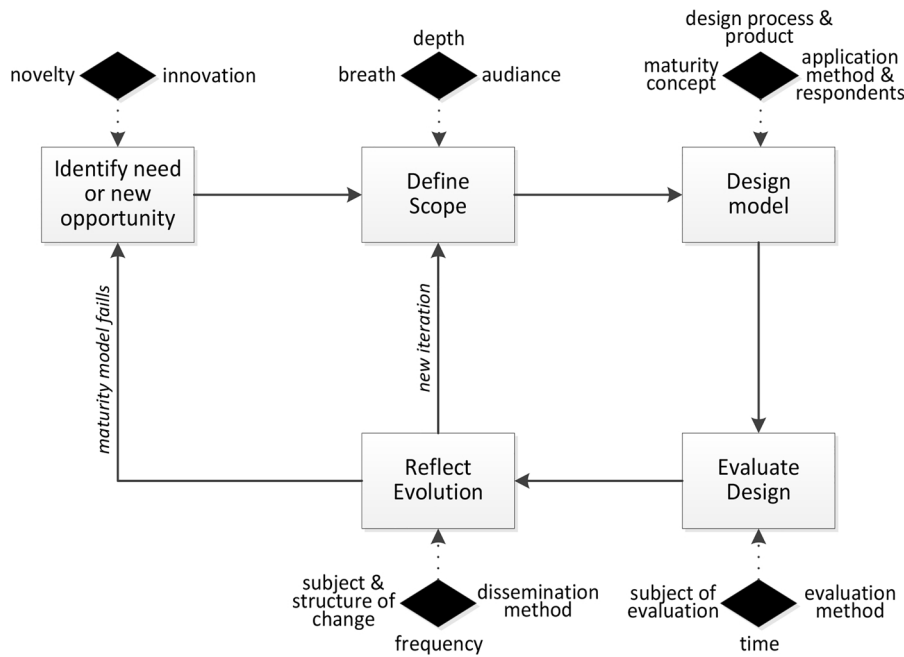 novelty
innovation
depth
breath
audiance
design process &
product
maturity
concept
application
method &
respondents
Identify need
or new
opportunity
Define
Scope
Design
model
maturity model faills
new iteration
Reflect
Evolution
Evaluate
Design
subject &
structure of
change
dissemination
method
frequency
subject of
evaluation
evaluation
method
time